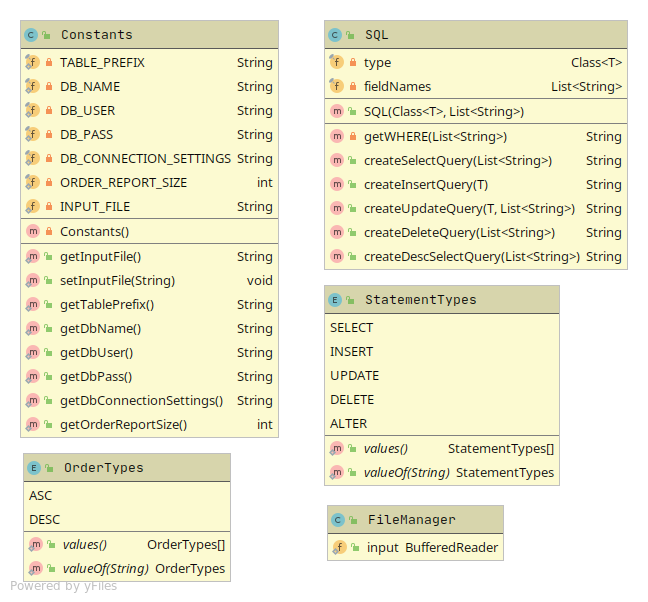 Constants
TABLE_PREFIX String
DB_NAME String
DB_USER String
DB_PASS String
DB_CONNECTION_SETTINGS String
ORDER_REPORT_SIZE int
INPUT_FILE String
Constants()
getInputFile() String
setInputFile(String) void
getTablePrefix() String
getDbName() String
getDbUser() String
getDbPass() String
getDbConnectionSettings() String
getOrderReportSize() int
OrderTypes
ASC
DESC
values() OrderTypes[]
valueOf(String) OrderTypes
SQL
type Class<T>
fieldNames List<String>
SQL(Class<T>, List<String>)
getWHERE(List<String>) String
createSelectQuery(List<String>) String
createInsertQuery(T) String
createUpdateQuery(T, List<String>) String
createDeleteQuery(List<String>) String
createDescSelectQuery(List<String>) String
StatementTypes
SELECT
INSERT
UPDATE
DELETE
ALTER
values() StatementTypes[]
valueOf(String) StatementTypes
FileManager
input BufferedReader
Powered by yFiles